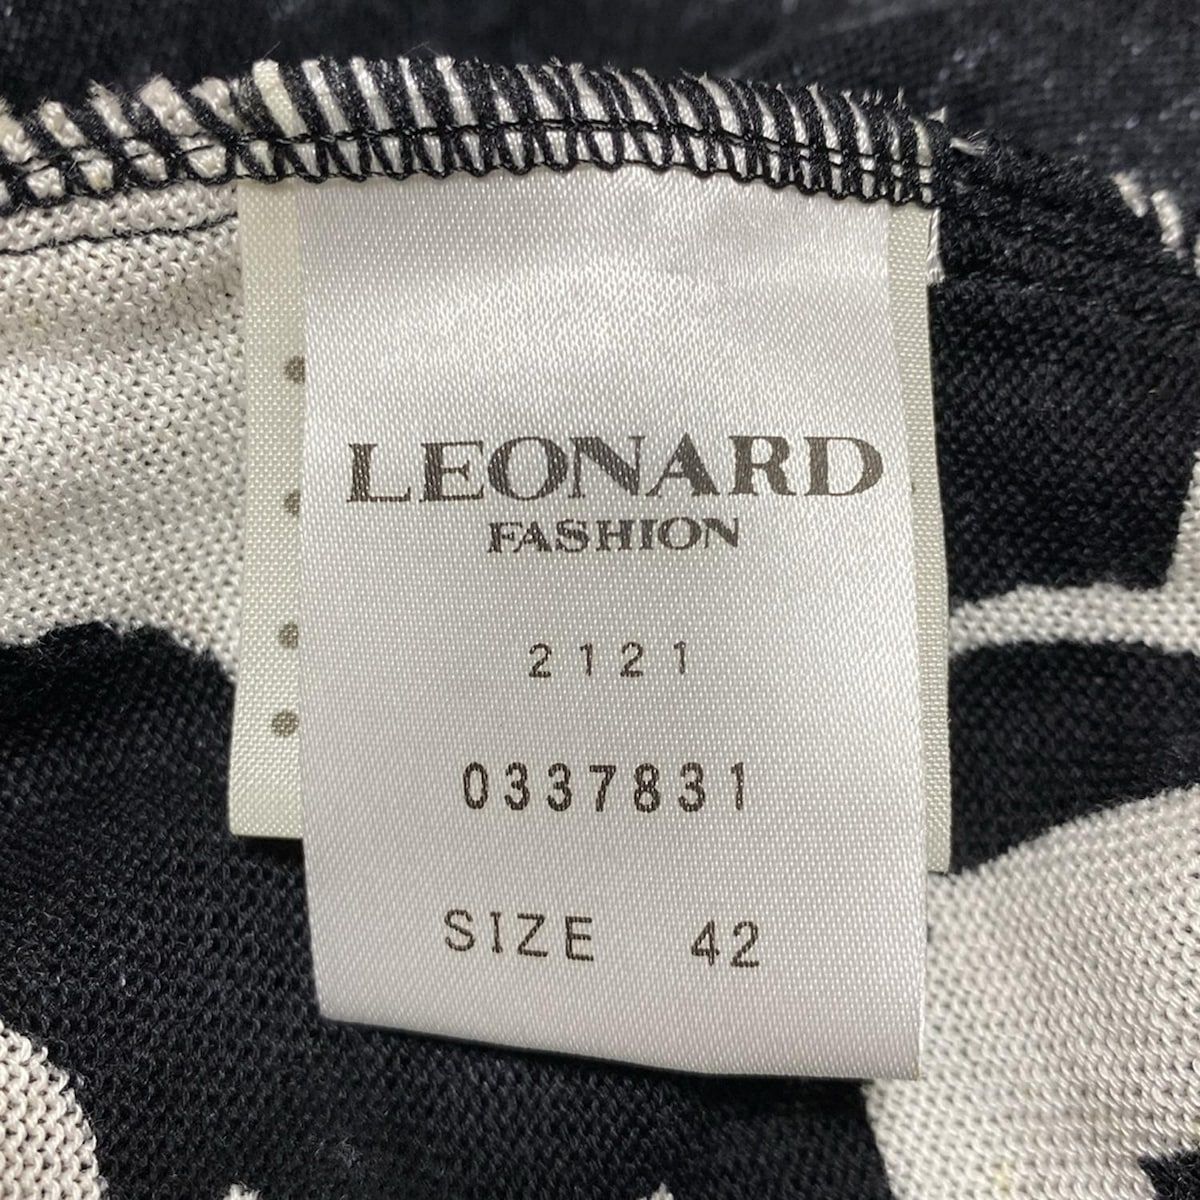 LEONARD
FASHION
2121
0337831
SIZE 42